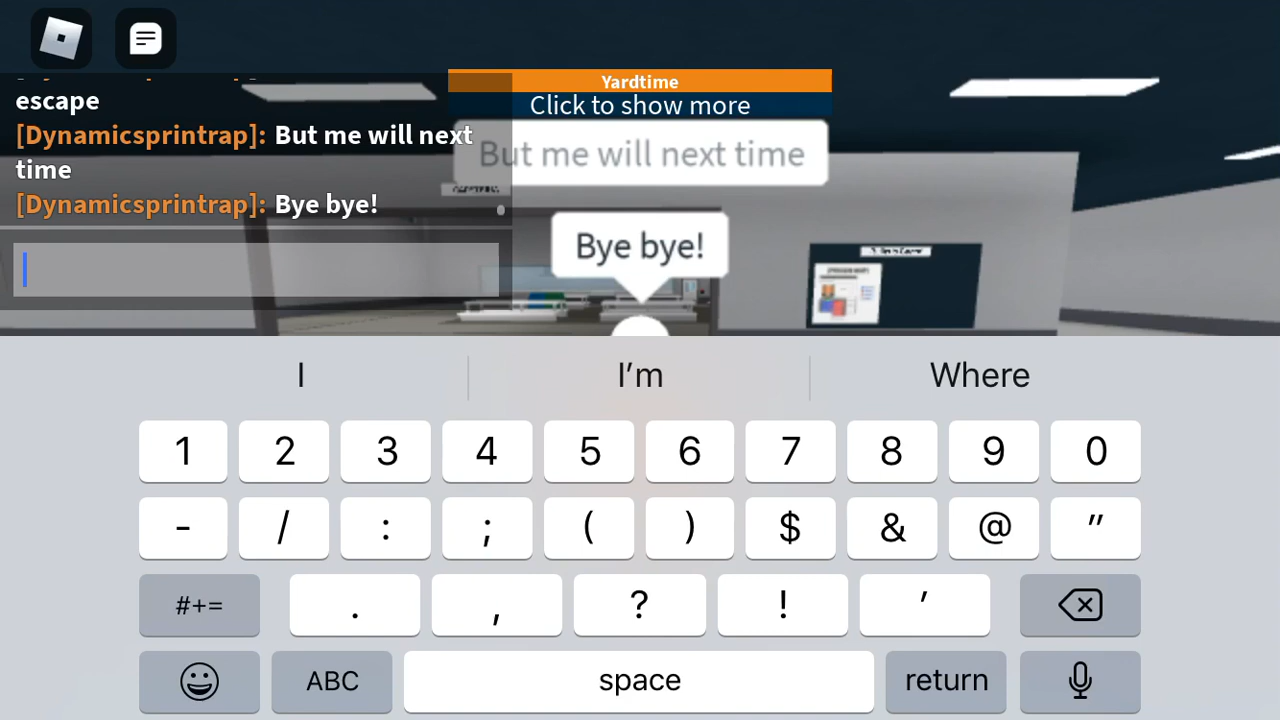 Yardtime
Click to show more
escape
[Dynamicsprintrap]: But me will next
time
[Dynamicsprintrap]: Bye bye!
But me will next time
Bye bye!
I I’m Where
1 2 3 4 5 6 7 8 9 0
- / : ; ( ) $ & @ "
#+= . , ? ! ’
ABC space return